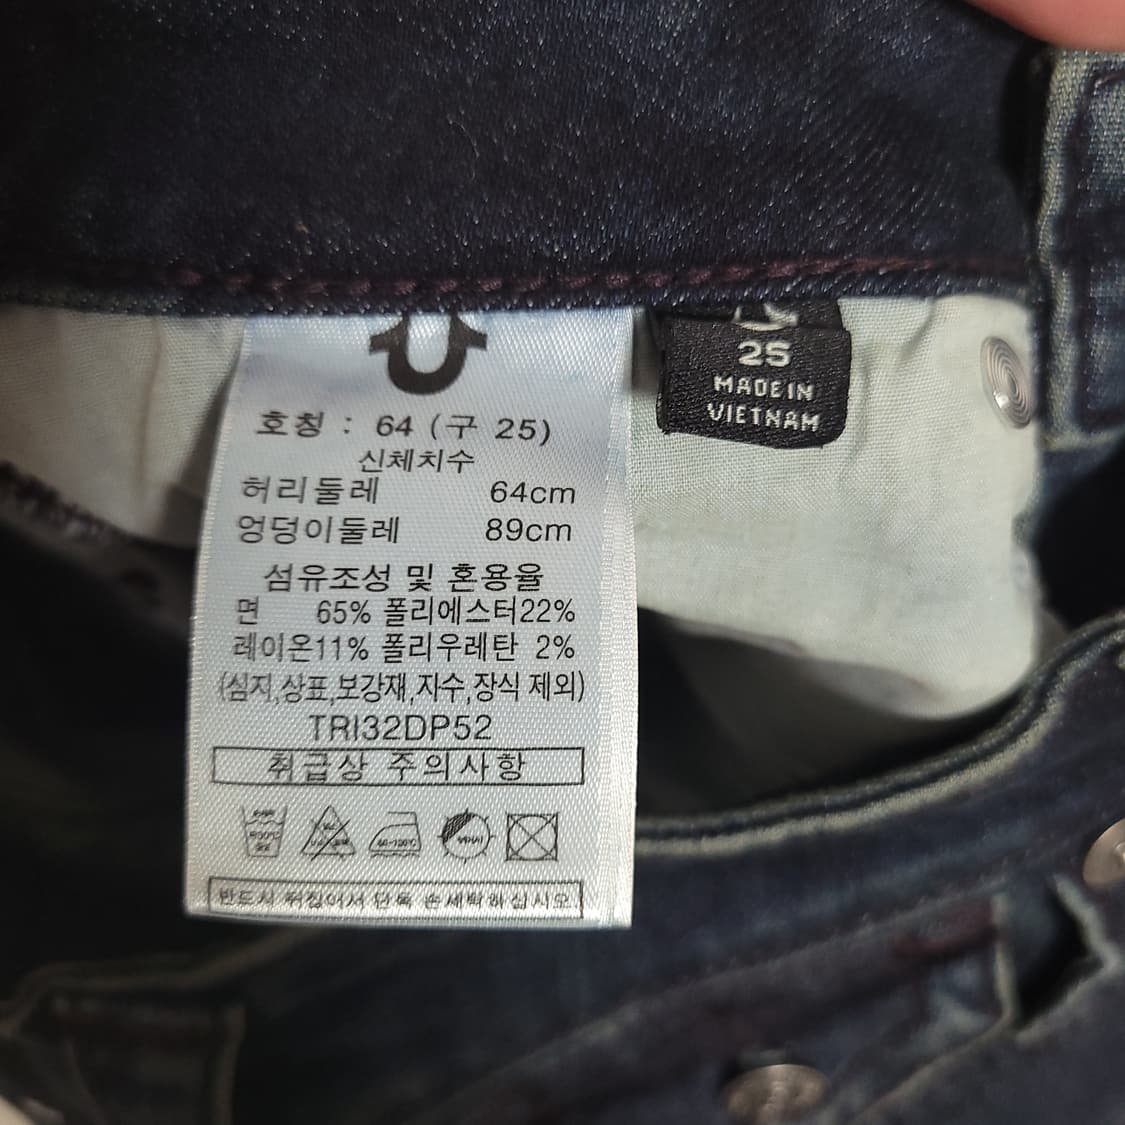 호칭 : 64 (구 25)
신체치수
허리둘레 64cm
엉덩이둘레 89cm
섬유조성 및 혼용율
면 65% 폴리에스터22%
레이온11% 폴리우레탄 2%
(심지,상표,보강재,자수,장식 제외)
TRI32DP52
취급상 주의사항
60-120℃
반드시 뒤집어서 단독 손세탁하십시오
25
MADE IN
VIETNAM